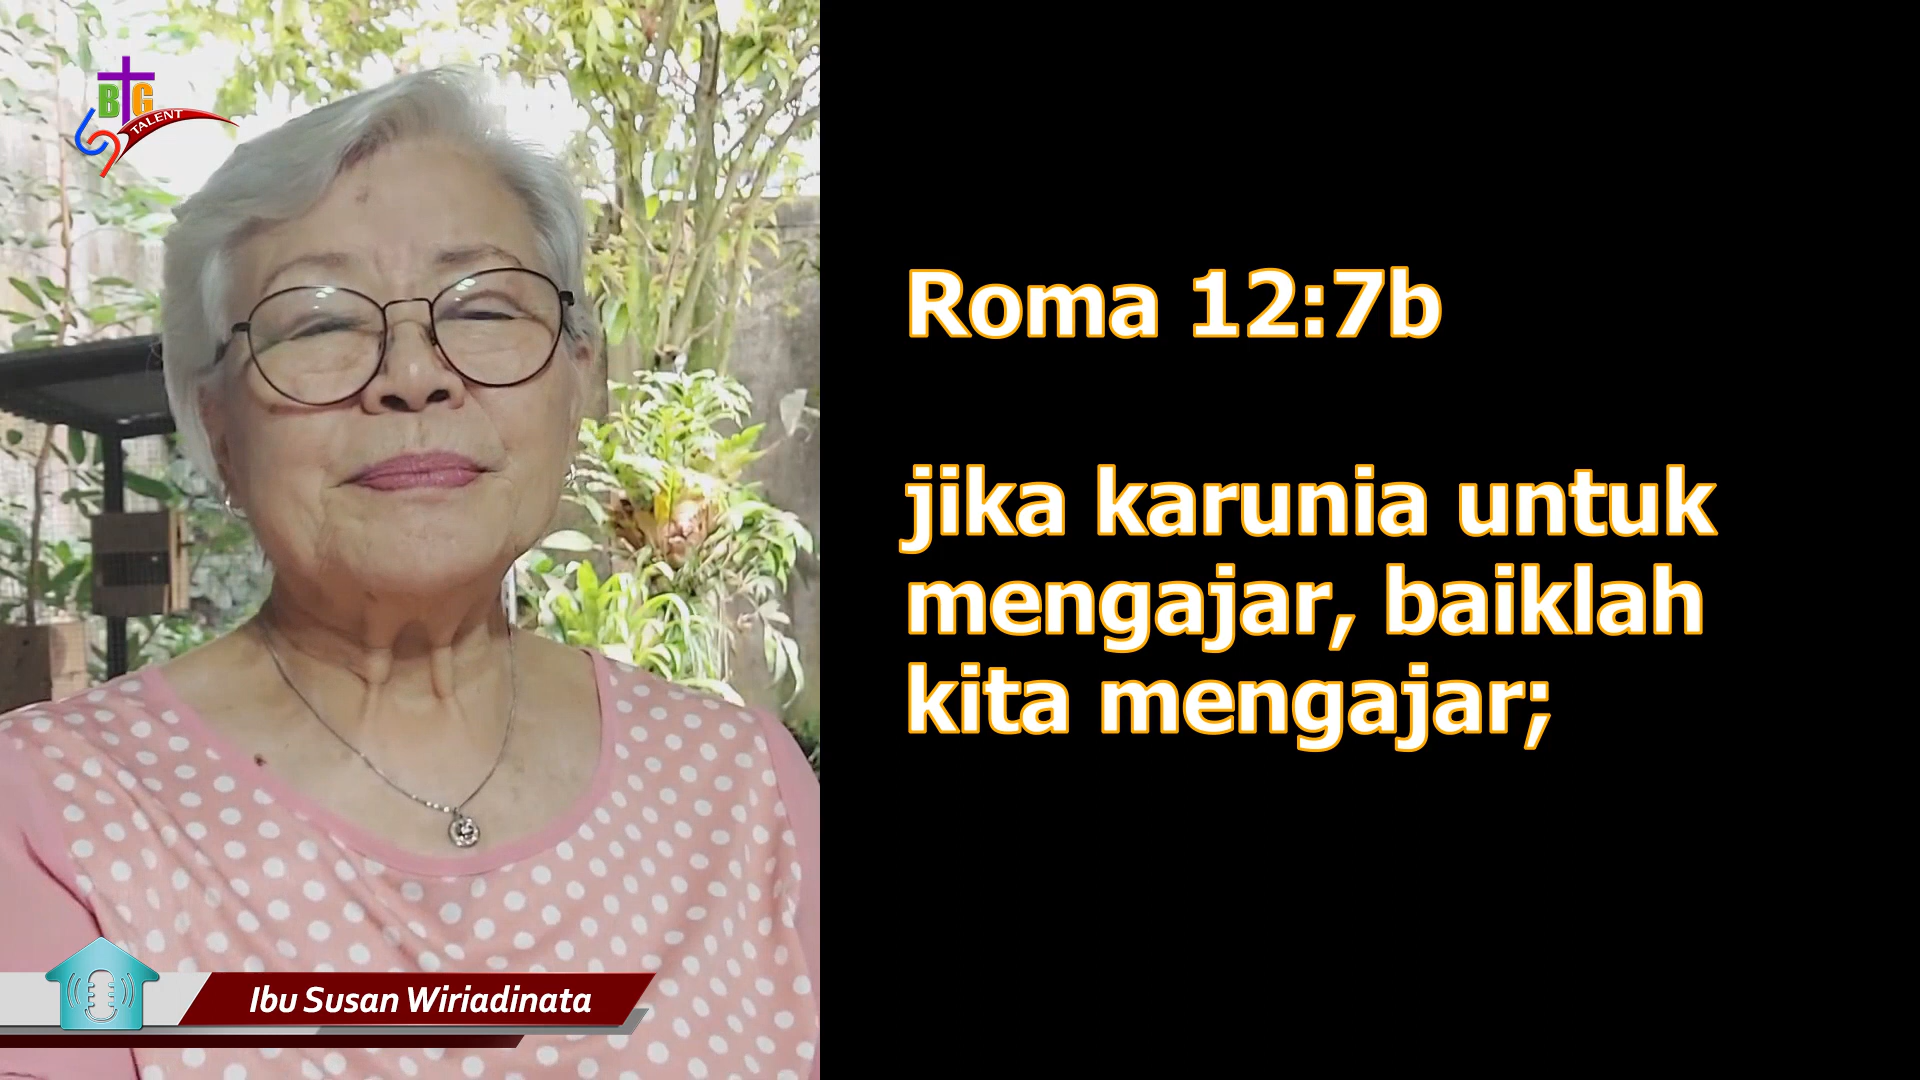 BTG
TALENT
Roma 12:7b
jika karunia untuk
mengajar, baiklah
kita mengajar;
Ibu Susan Wiriadinata